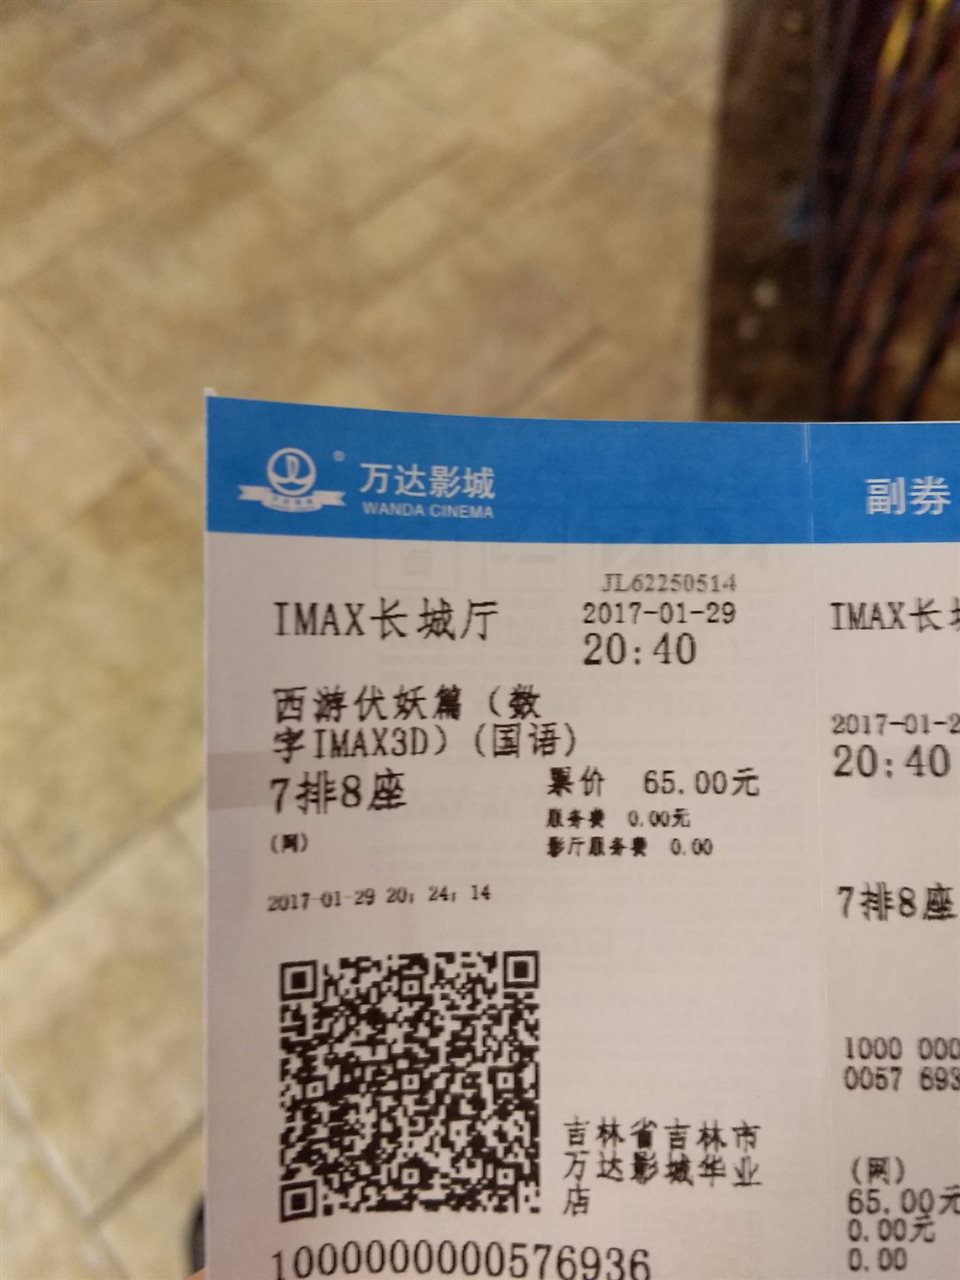 万达影城
WANDA CINEMA
副券
JL62250514
IMAX长城厅
2017-01-29
20:40
西游伏妖篇（数
字IMAX3D）(国语)
7排8座
票价 65.00元
(网)
服务费 0.00元
影厅服务费 0.00
2017-01-29 20: 24: 14
吉林省吉林市
万达影城华业
店
1000000000576936
IMAX长城
2017-01-2
20:40
7排8座
1000 000
0057 693
(网)
65.00元
0.00元
0.00